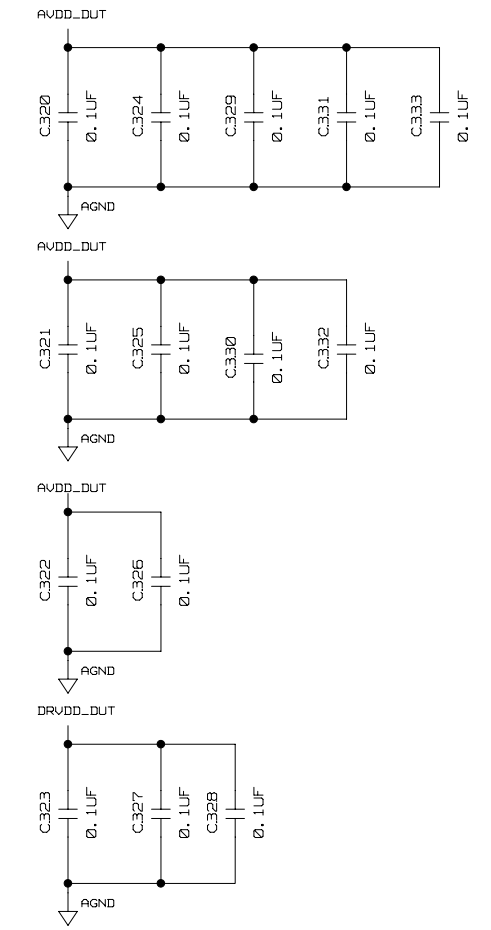 AVDD_DUT
C320 0.1UF C324 0.1UF C329 0.1UF C331 0.1UF C333 0.1UF
AGND
AVDD_DUT
C321 0.1UF C325 0.1UF C330 0.1UF C332 0.1UF
AGND
AVDD_DUT
C322 0.1UF C326 0.1UF
AGND
DRVDD_DUT
C323 0.1UF C327 0.1UF C328 0.1UF
AGND